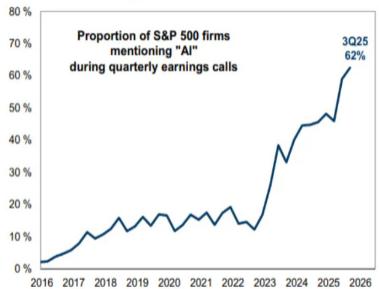 80 %
70 %
60 %
50 %
40 %
30 %
20 %
10 %
0 %
Proportion of S&P 500 firms
mentioning "AI"
during quarterly earnings calls
3Q25
62%
2016 2017 2018 2019 2020 2021 2022 2023 2024 2025 2026